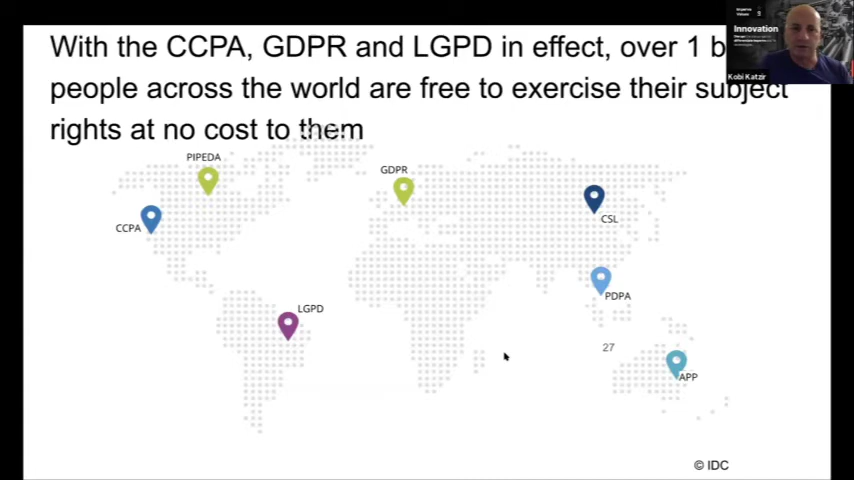 With the CCPA, GDPR and LGPD in effect, over 1 b
people across the world are free to exercise their subject
rights at no cost to them
Innovation
Kobi Katzir
PIPEDA
GDPR
CCPA
CSL
PDPA
LGPD
27
APP
© IDC